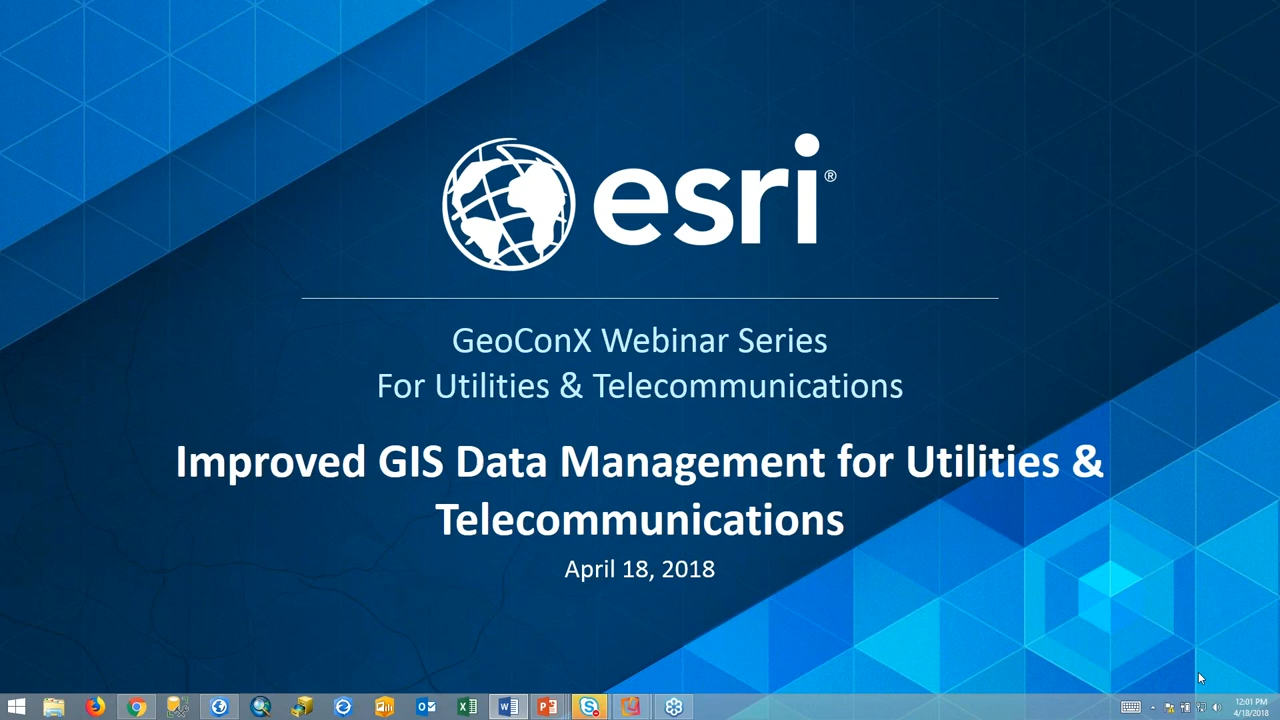 esri®
GeoConX Webinar Series
For Utilities & Telecommunications
Improved GIS Data Management for Utilities &
Telecommunications
April 18, 2018
12:01 PM
4/18/2018